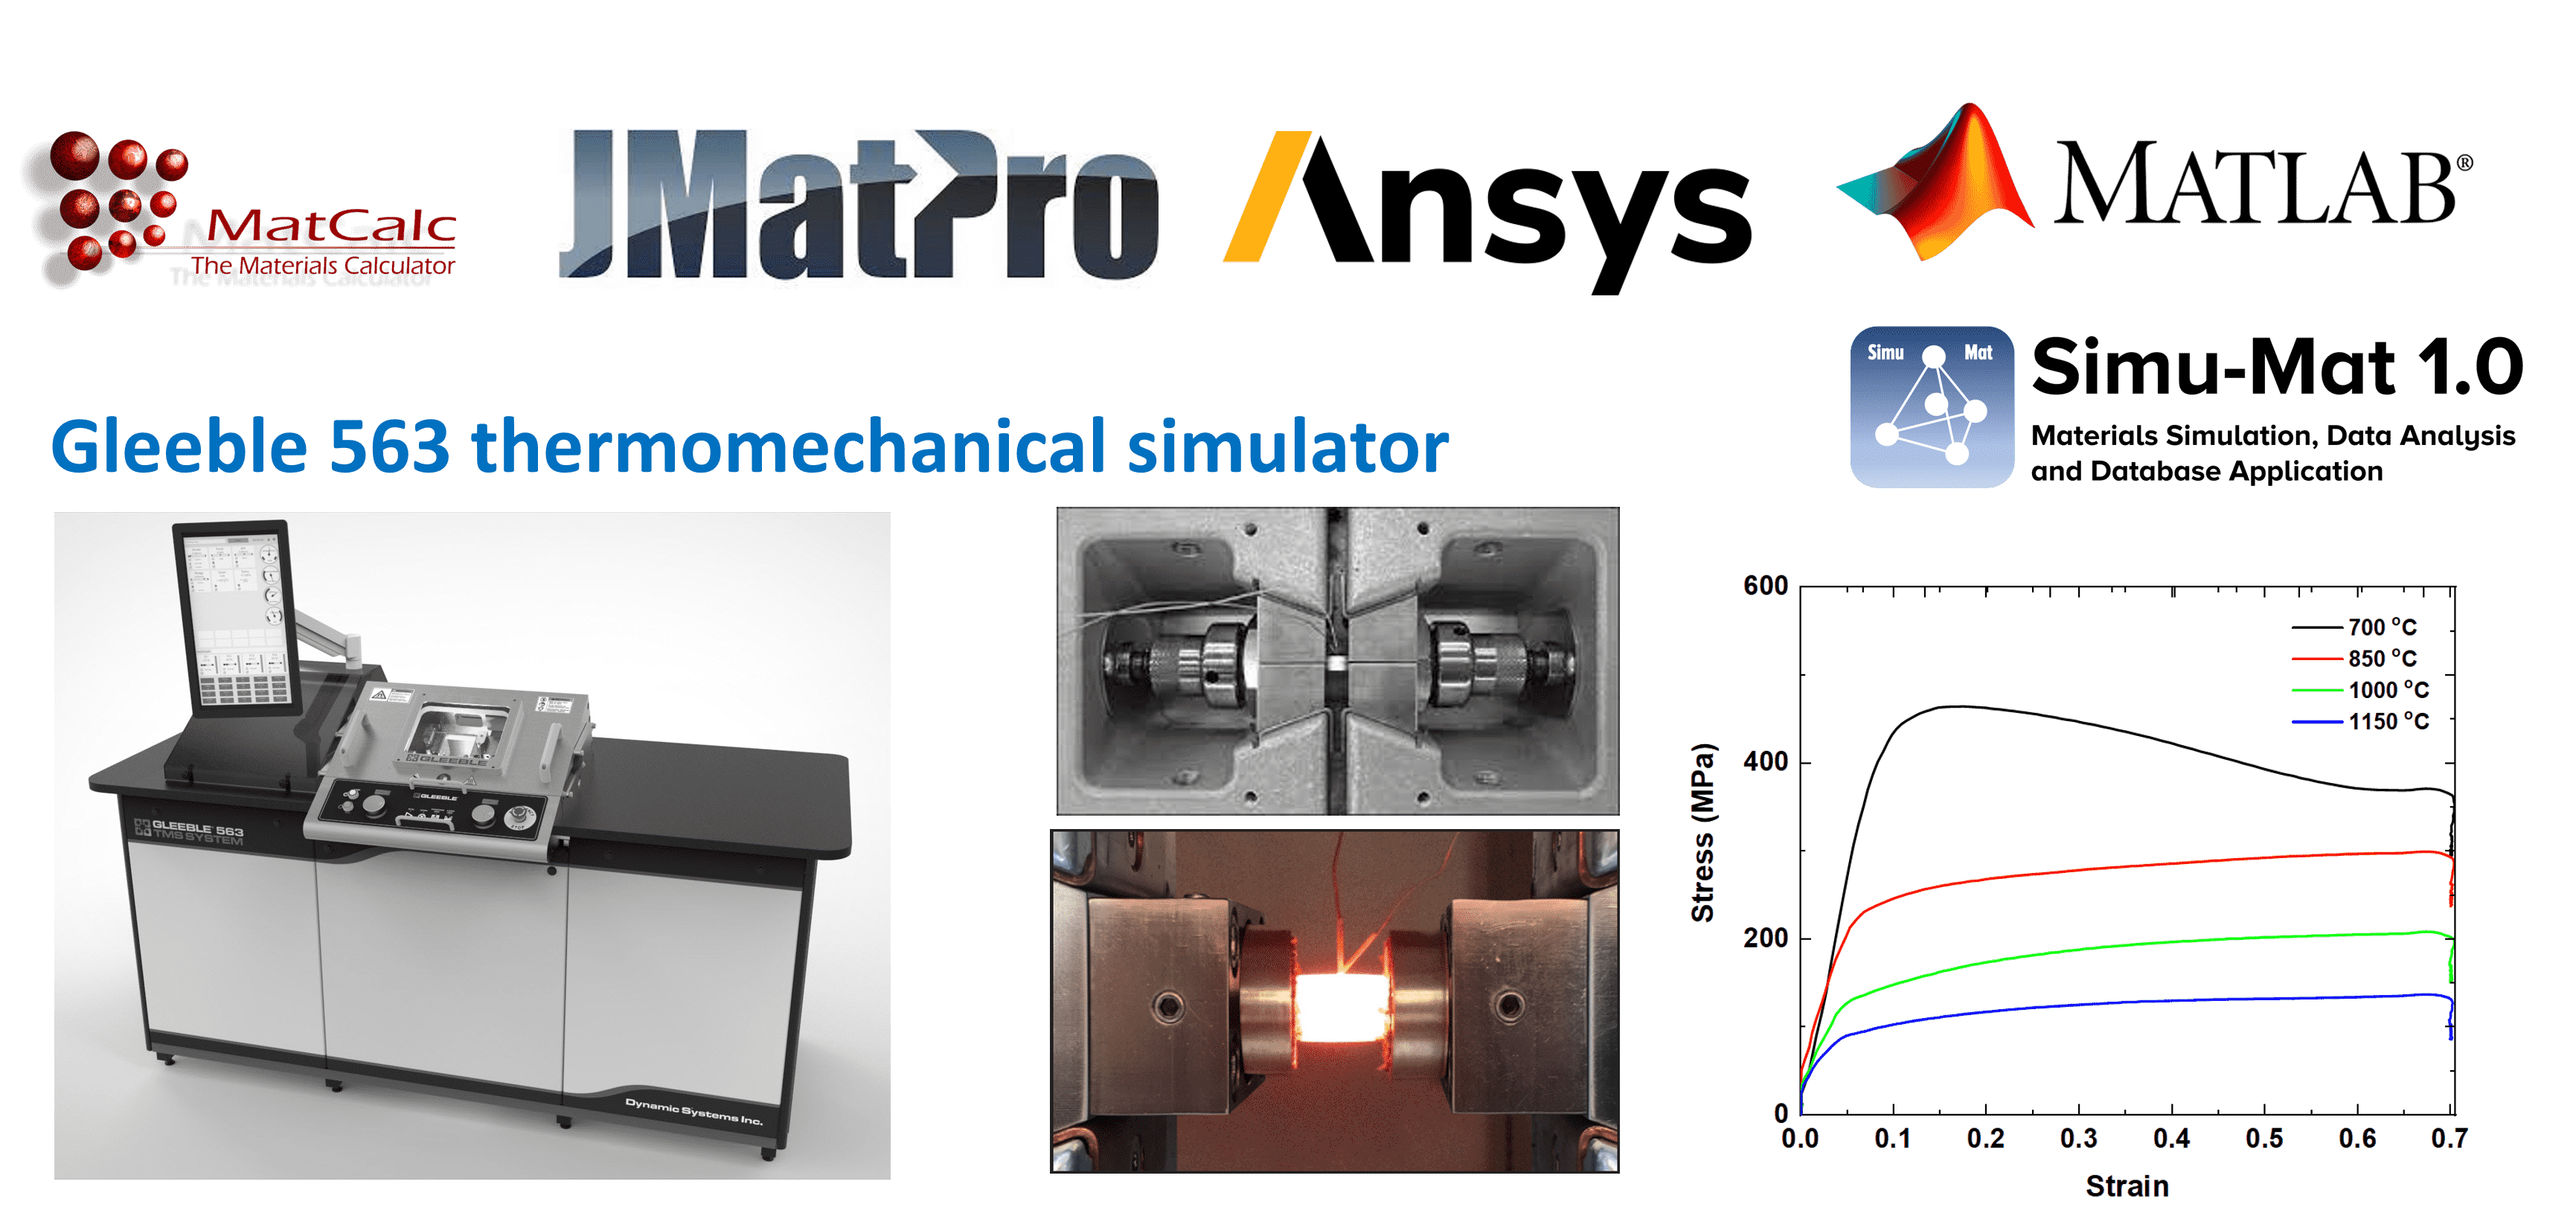 MatCalc
The Materials Calculator
JMatPro
Ansys
MATLAB®
Simu Mat
Simu-Mat 1.0
Materials Simulation, Data Analysis
and Database Application
Gleeble 563 thermomechanical simulator
GLEEBLE
GLEEBLE
GLEEBLE 563
TMS SYSTEM
Dynamic Systems Inc.
600
400
200
0
Stress (MPa)
700 °C
850 °C
1000 °C
1150 °C
0.0 0.1 0.2 0.3 0.4 0.5 0.6 0.7
Strain